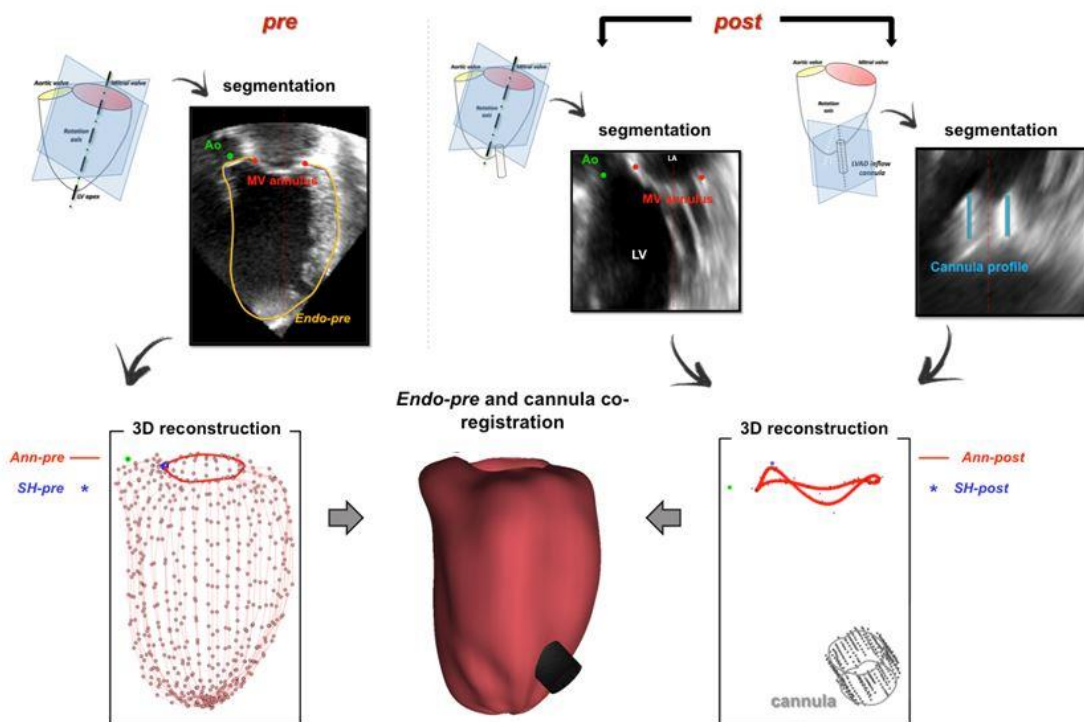 pre
post
Aortic valve
Mitral valve
Rotation
axis
LV apex
segmentation
Ao
MV annulus
Endo-pre
Aortic valve
Mitral valve
Rotation
axis
segmentation
Ao
LA
MV annulus
LV
Aortic valve
Mitral valve
Rotation
axis
LVAD inflow
cannula
segmentation
Cannula profile
3D reconstruction
Ann-pre
SH-pre *
Endo-pre and cannula co-
registration
3D reconstruction
Ann-post
* SH-post
cannula